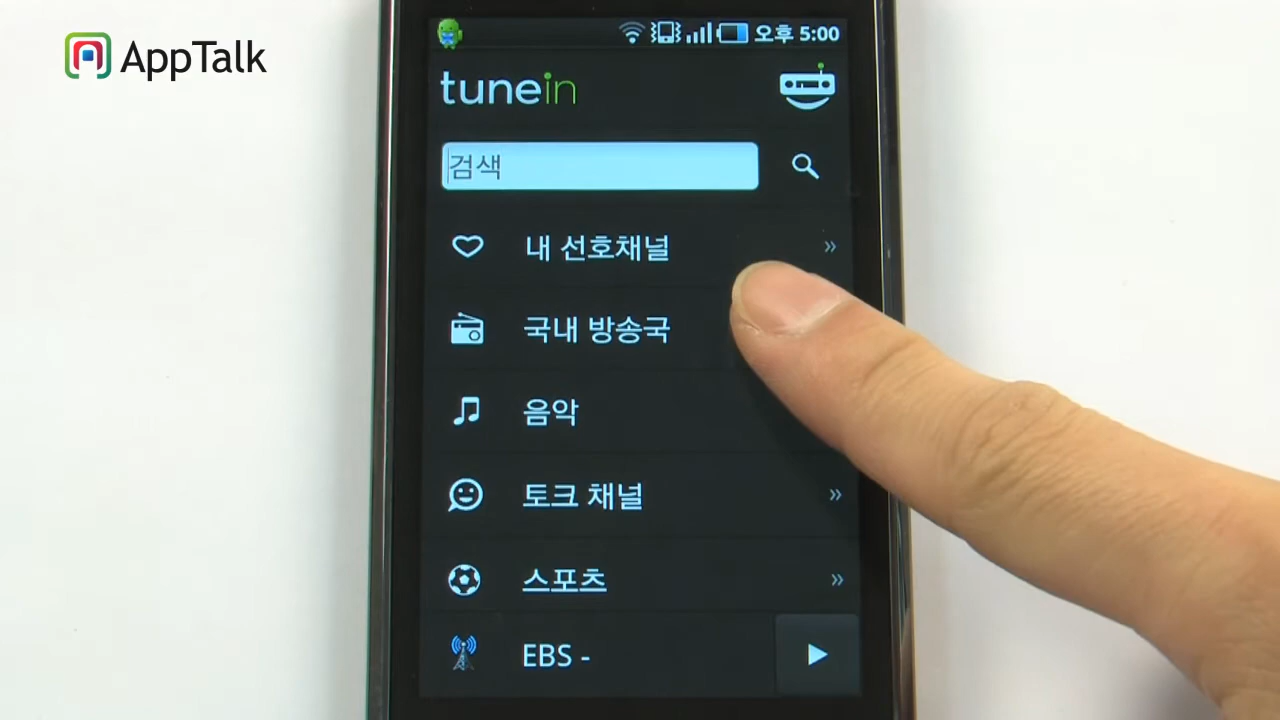 AppTalk
오후 5:00
tunein
검색
내 선호채널
국내 방송국
음악
토크 채널
스포츠
EBS -